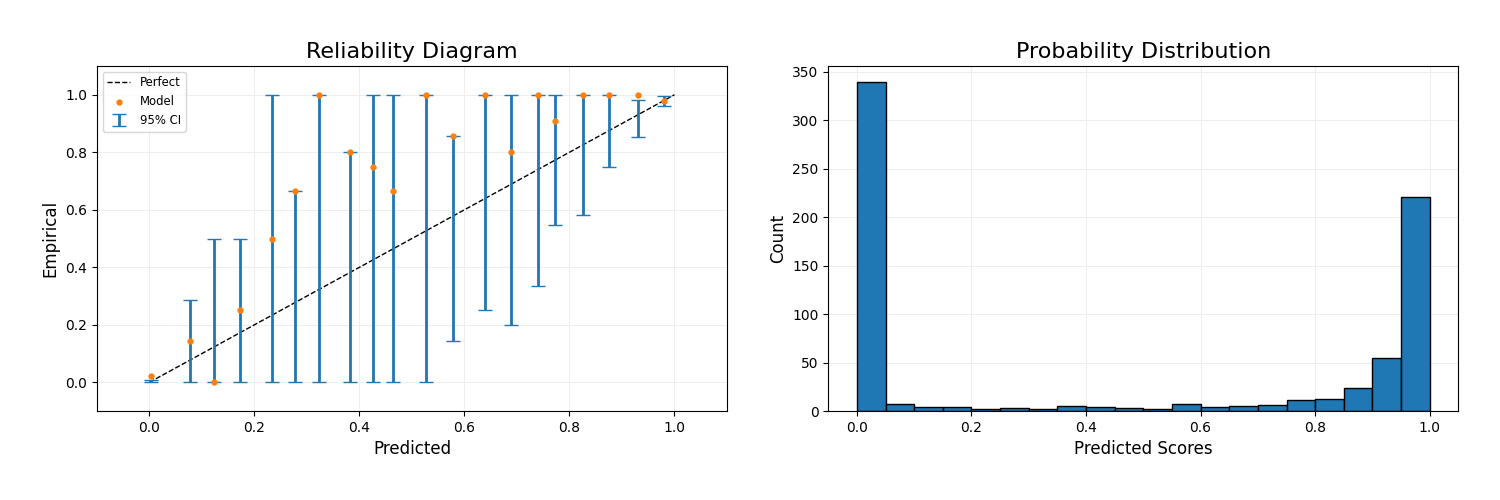 Reliability Diagram
Perfect
Model
95% CI
1.0
0.8
0.6
0.4
0.2
0.0
Empirical
0.0 0.2 0.4 0.6 0.8 1.0
Predicted
Probability Distribution
350
300
250
200
150
100
50
0
Count
0.0 0.2 0.4 0.6 0.8 1.0
Predicted Scores